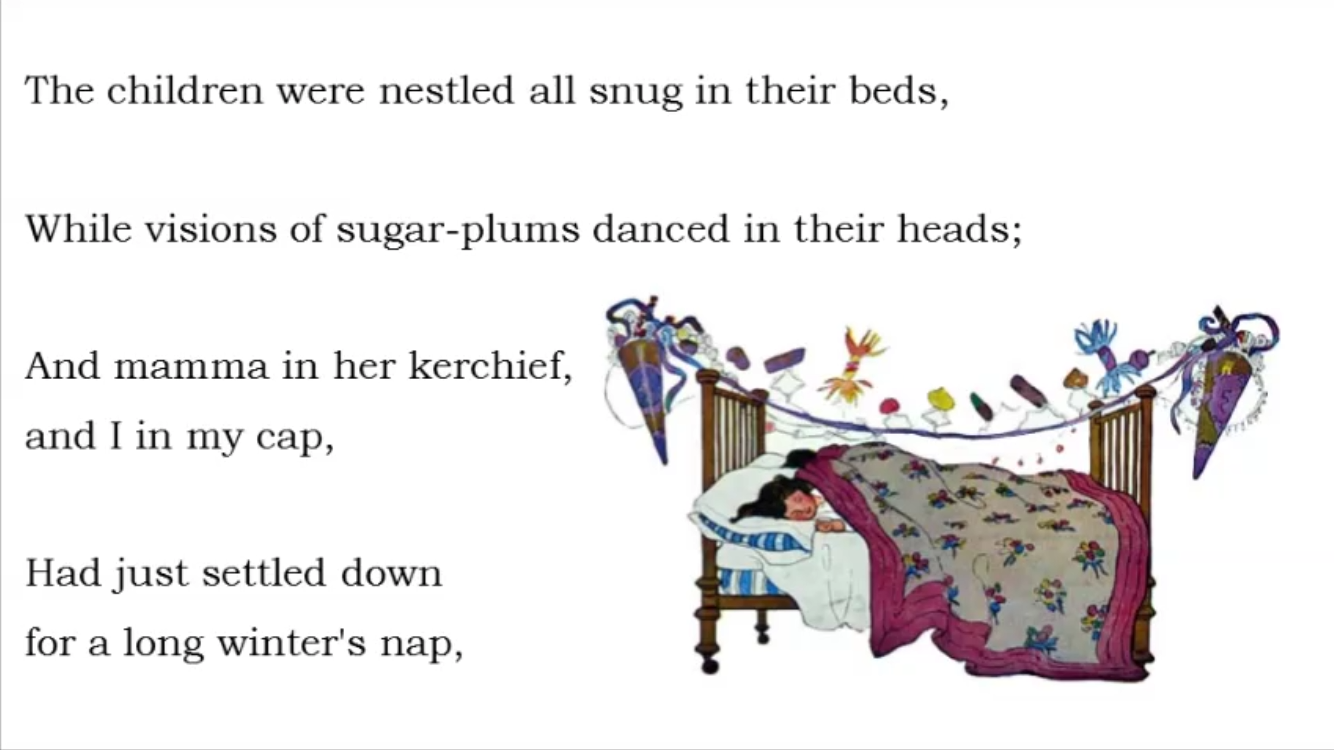 The children were nestled all snug in their beds,
While visions of sugar-plums danced in their heads;
And mamma in her kerchief,
and I in my cap,
Had just settled down
for a long winter's nap,